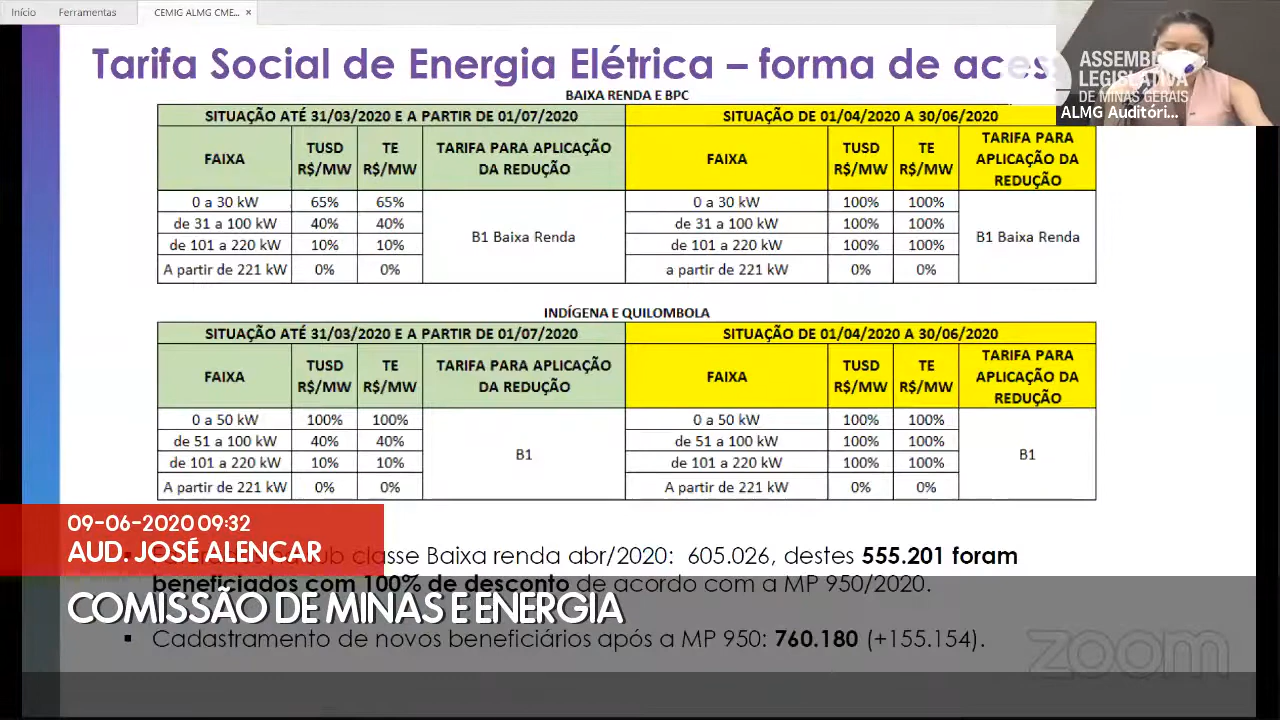 Início Ferramentas CEMIG ALMG CME... ×
Tarifa Social de Energia Elétrica – forma de aces
ASSEMBL
LEGISLATIVA
DE MINAS GERAIS
ALMG Auditóri...
BAIXA RENDA E BPC
SITUAÇÃO ATÉ 31/03/2020 E A PARTIR DE 01/07/2020 SITUAÇÃO DE 01/04/2020 A 30/06/2020
FAIXA TUSD R$/MW TE R$/MW TARIFA PARA APLICAÇÃO DA REDUÇÃO FAIXA TUSD R$/MW TE R$/MW TARIFA PARA APLICAÇÃO DA REDUÇÃO
0 a 30 kW 65% 65% B1 Baixa Renda 0 a 30 kW 100% 100% B1 Baixa Renda
de 31 a 100 kW 40% 40% de 31 a 100 kW 100% 100%
de 101 a 220 kW 10% 10% de 101 a 220 kW 100% 100%
A partir de 221 kW 0% 0% a partir de 221 kW 0% 0%
INDÍGENA E QUILOMBOLA
SITUAÇÃO ATÉ 31/03/2020 E A PARTIR DE 01/07/2020 SITUAÇÃO DE 01/04/2020 A 30/06/2020
FAIXA TUSD R$/MW TE R$/MW TARIFA PARA APLICAÇÃO DA REDUÇÃO FAIXA TUSD R$/MW TE R$/MW TARIFA PARA APLICAÇÃO DA REDUÇÃO
0 a 50 kW 100% 100% B1 0 a 50 kW 100% 100% B1
de 51 a 100 kW 40% 40% de 51 a 100 kW 100% 100%
de 101 a 220 kW 10% 10% de 101 a 220 kW 100% 100%
A partir de 221 kW 0% 0% A partir de 221 kW 0% 0%
09-06-2020 09:32
AUD. JOSÉ ALENCAR
classe Baixa renda abr/2020: 605.026, destes 555.201 foram
beneficiados com 100% de desconto de acordo com a MP 950/2020.
COMISSÃO DE MINAS E ENERGIA
▪ Cadastramento de novos beneficiários após a MP 950: 760.180 (+155.154).
zoom